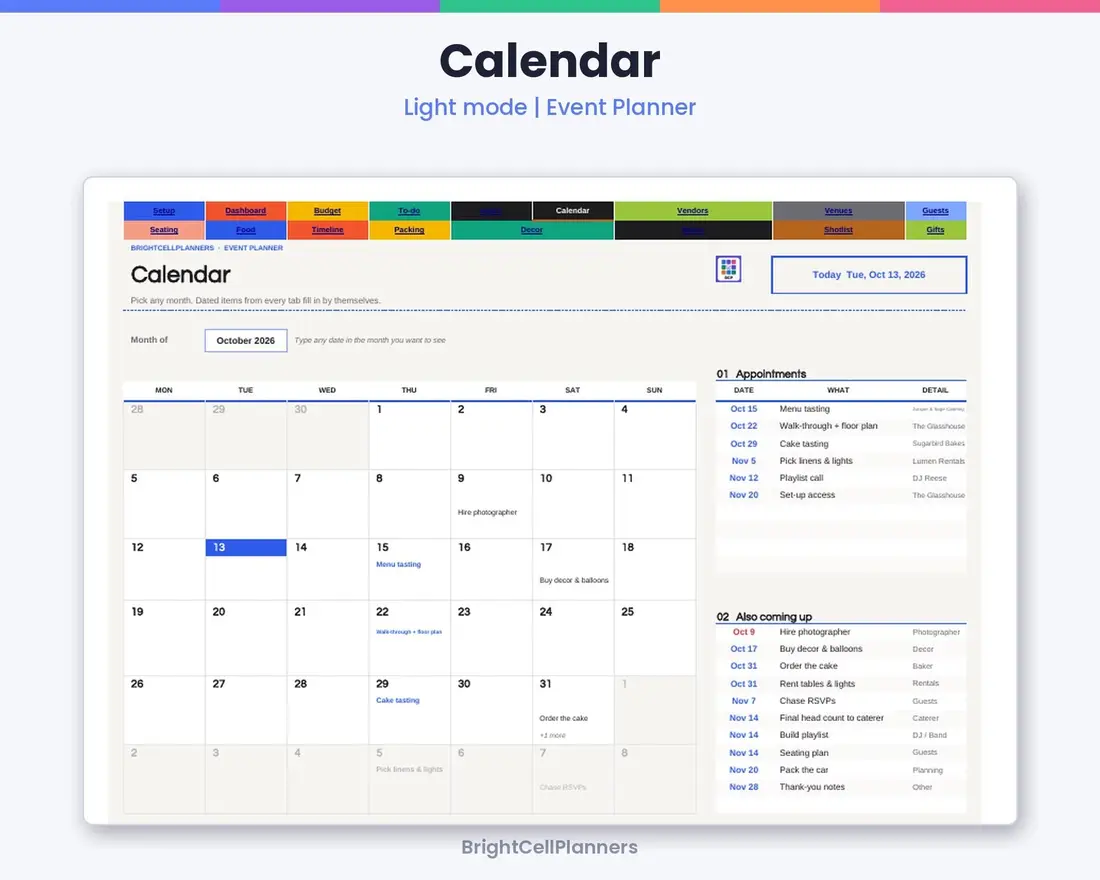 Calendar
Light mode | Event Planner
Setup Dashboard Budget To-do Calendar Vendors Venues Guests
Seating Food Timeline Packing Decor Shotlist Gifts
BRIGHTCELLPLANNERS - EVENT PLANNER
Calendar
Today Tue, Oct 13, 2026
Pick any month. Dated items from every tab fill in by themselves.
Month of October 2026 Type any date in the month you want to see
MON TUE WED THU FRI SAT SUN
28 29 30 1 2 3 4
5 6 7 8 9 10 11
Hire photographer
12 13 14 15 16 17 18
Menu tasting
Buy decor & balloons
19 20 21 22 23 24 25
Walk-through + floor plan
26 27 28 29 30 31 1
Cake tasting
Order the cake
+1 more
2 3 4 5 6 7 8
Pick linens & lights
Chase RSVPs
01 Appointments
DATE WHAT DETAIL
Oct 15 Menu tasting
Oct 22 Walk-through + floor plan The Glasshouse
Oct 29 Cake tasting Sugarbird Bakes
Nov 5 Pick linens & lights Lumen Rentals
Nov 12 Playlist call DJ Reese
Nov 20 Set-up access The Glasshouse
02 Also coming up
Oct 9 Hire photographer Photographer
Oct 17 Buy decor & balloons Decor
Oct 31 Order the cake Baker
Oct 31 Rent tables & lights Rentals
Nov 7 Chase RSVPs Guests
Nov 14 Final head count to caterer Caterer
Nov 14 Build playlist DJ / Band
Nov 14 Seating plan Guests
Nov 20 Pack the car Planning
Nov 28 Thank-you notes Other
BrightCellPlanners